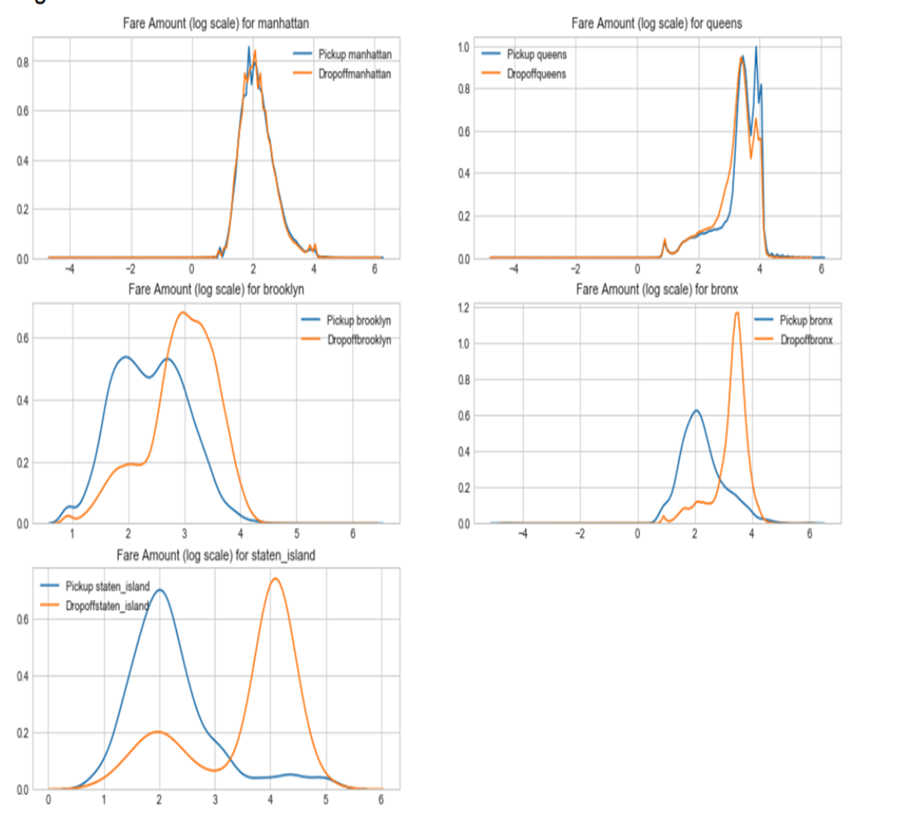 Fare Amount (log scale) for manhattan
Pickup manhattan
Dropoffmanhattan
0.8
0.6
0.4
0.2
0.0
−4 −2 0 2 4 6
Fare Amount (log scale) for queens
Pickup queens
Dropoffqueens
1.0
0.8
0.6
0.4
0.2
0.0
−4 −2 0 2 4 6
Fare Amount (log scale) for brooklyn
Pickup brooklyn
Dropoffbrooklyn
0.6
0.4
0.2
0.0
1 2 3 4 5 6
Fare Amount (log scale) for bronx
Pickup bronx
Dropoffbronx
1.2
1.0
0.8
0.6
0.4
0.2
0.0
−4 −2 0 2 4 6
Fare Amount (log scale) for staten_island
Pickup staten_island
Dropoffstaten_island
0.6
0.4
0.2
0.0
0 1 2 3 4 5 6